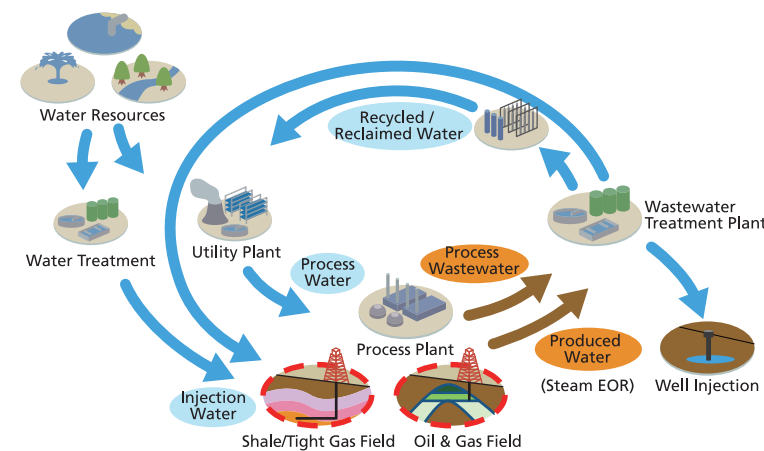 Water Resources
Recycled /
Reclaimed Water
Wastewater
Treatment Plant
Water Treatment
Utility Plant
Process
Water
Process
Wastewater
Process Plant
Produced
Water
(Steam EOR)
Well Injection
Injection
Water
Shale/Tight Gas Field
Oil & Gas Field